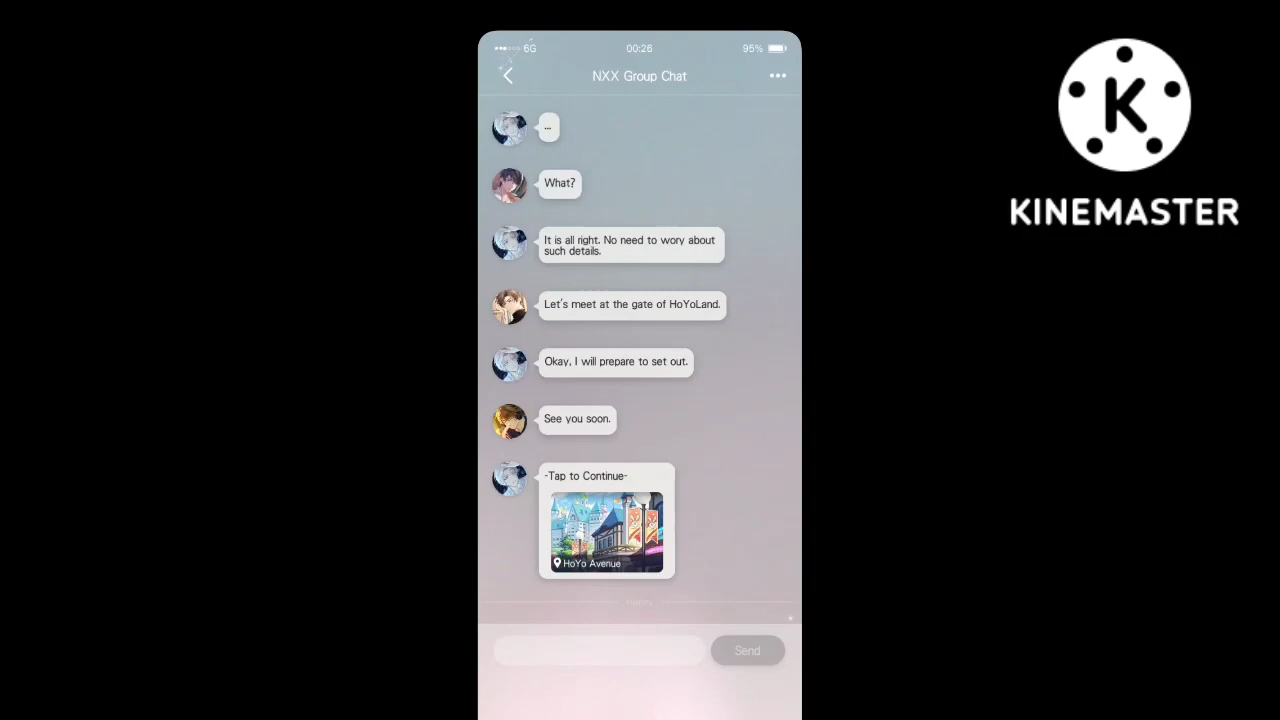 6G 00:26 95%
NXX Group Chat
...
What?
It is all right. No need to wory about
such details.
Let's meet at the gate of HoYoLand.
Okay, I will prepare to set out.
See you soon.
-Tap to Continue-
HoYo Avenue
Send
K
KINEMASTER